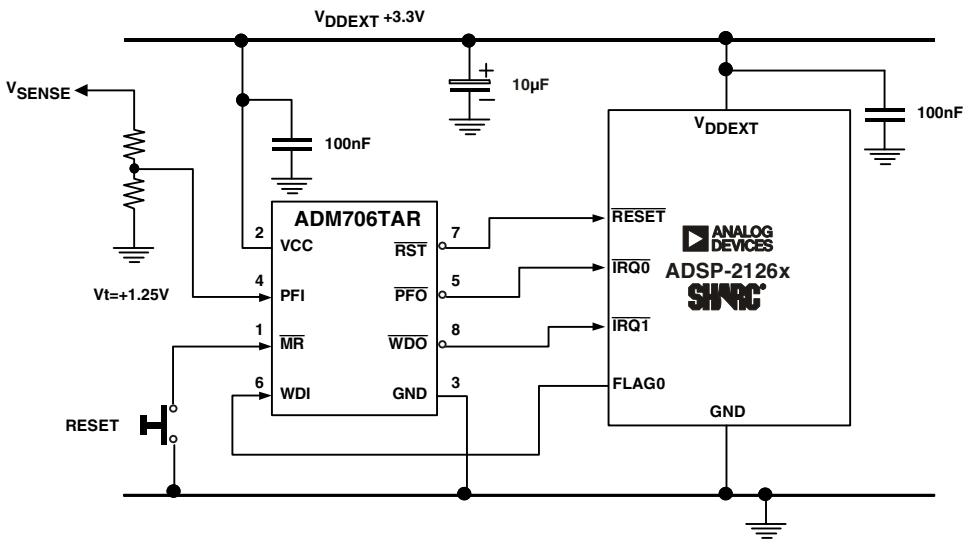 VDDEXT +3.3V
VSENSE
10µF
100nF
100nF
VDDEXT
ADM706TAR
2 VCC
RST 7
4 PFI
PFO 5
1 MR
WDO 8
6 WDI
GND 3
Vt=+1.25V
RESET
RESET
IRQ0
IRQ1
FLAG0
GND
ANALOG
DEVICES
ADSP-2126x
SHARC®